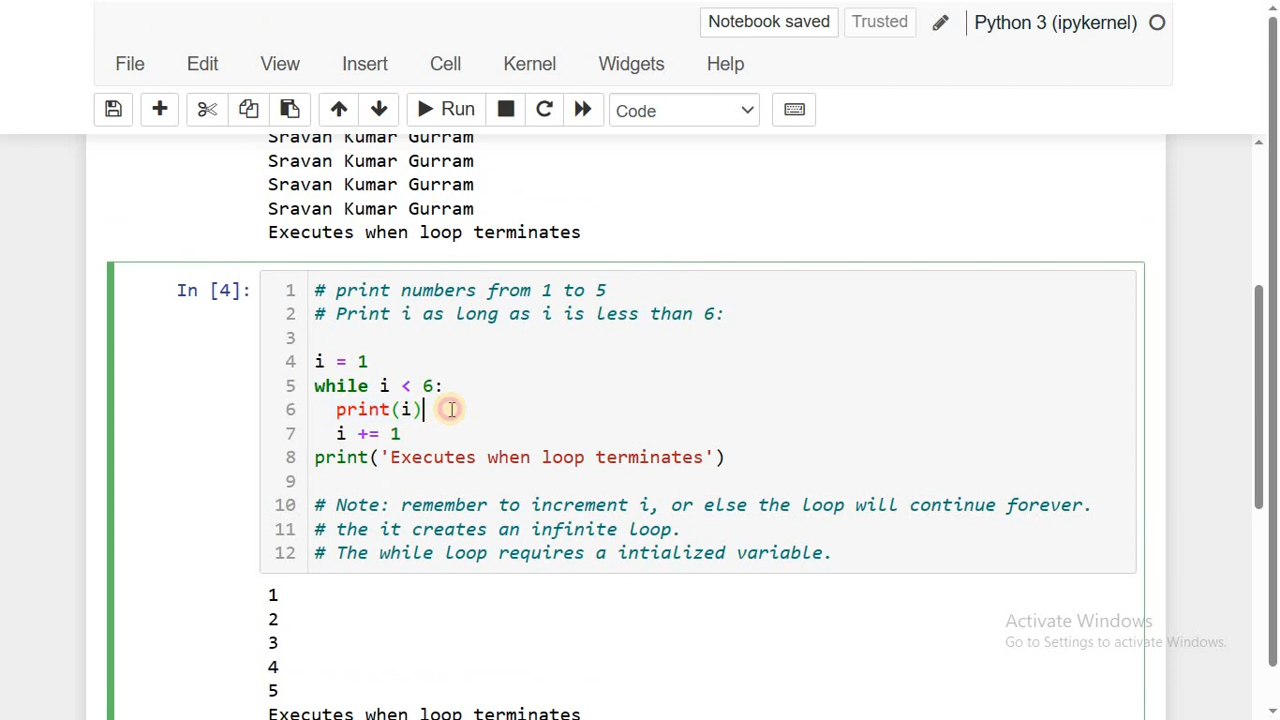 Notebook saved Trusted Python 3 (ipykernel)
File Edit View Insert Cell Kernel Widgets Help
Run Code
Sravan Kumar Gurram
Sravan Kumar Gurram
Sravan Kumar Gurram
Sravan Kumar Gurram
Executes when loop terminates
In [4]:
1 # print numbers from 1 to 5
2 # Print i as long as i is less than 6:
3
4 i = 1
5 while i < 6:
6 print(i)
7 i += 1
8 print('Executes when loop terminates')
9
10 # Note: remember to increment i, or else the loop will continue forever.
11 # the it creates an infinite loop.
12 # The while loop requires a intialized variable.
1
2
3
4
5
Executes when loop terminates
Activate Windows
Go to Settings to activate Windows.